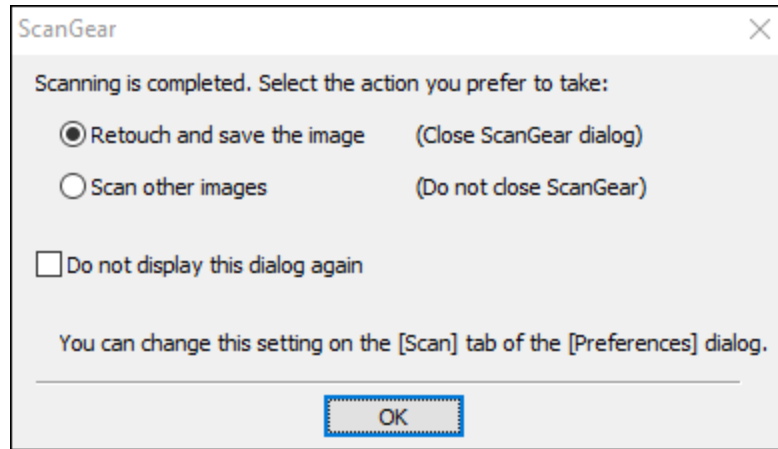 ScanGear
Scanning is completed. Select the action you prefer to take:
Retouch and save the image (Close ScanGear dialog)
Scan other images (Do not close ScanGear)
Do not display this dialog again
You can change this setting on the [Scan] tab of the [Preferences] dialog.
OK